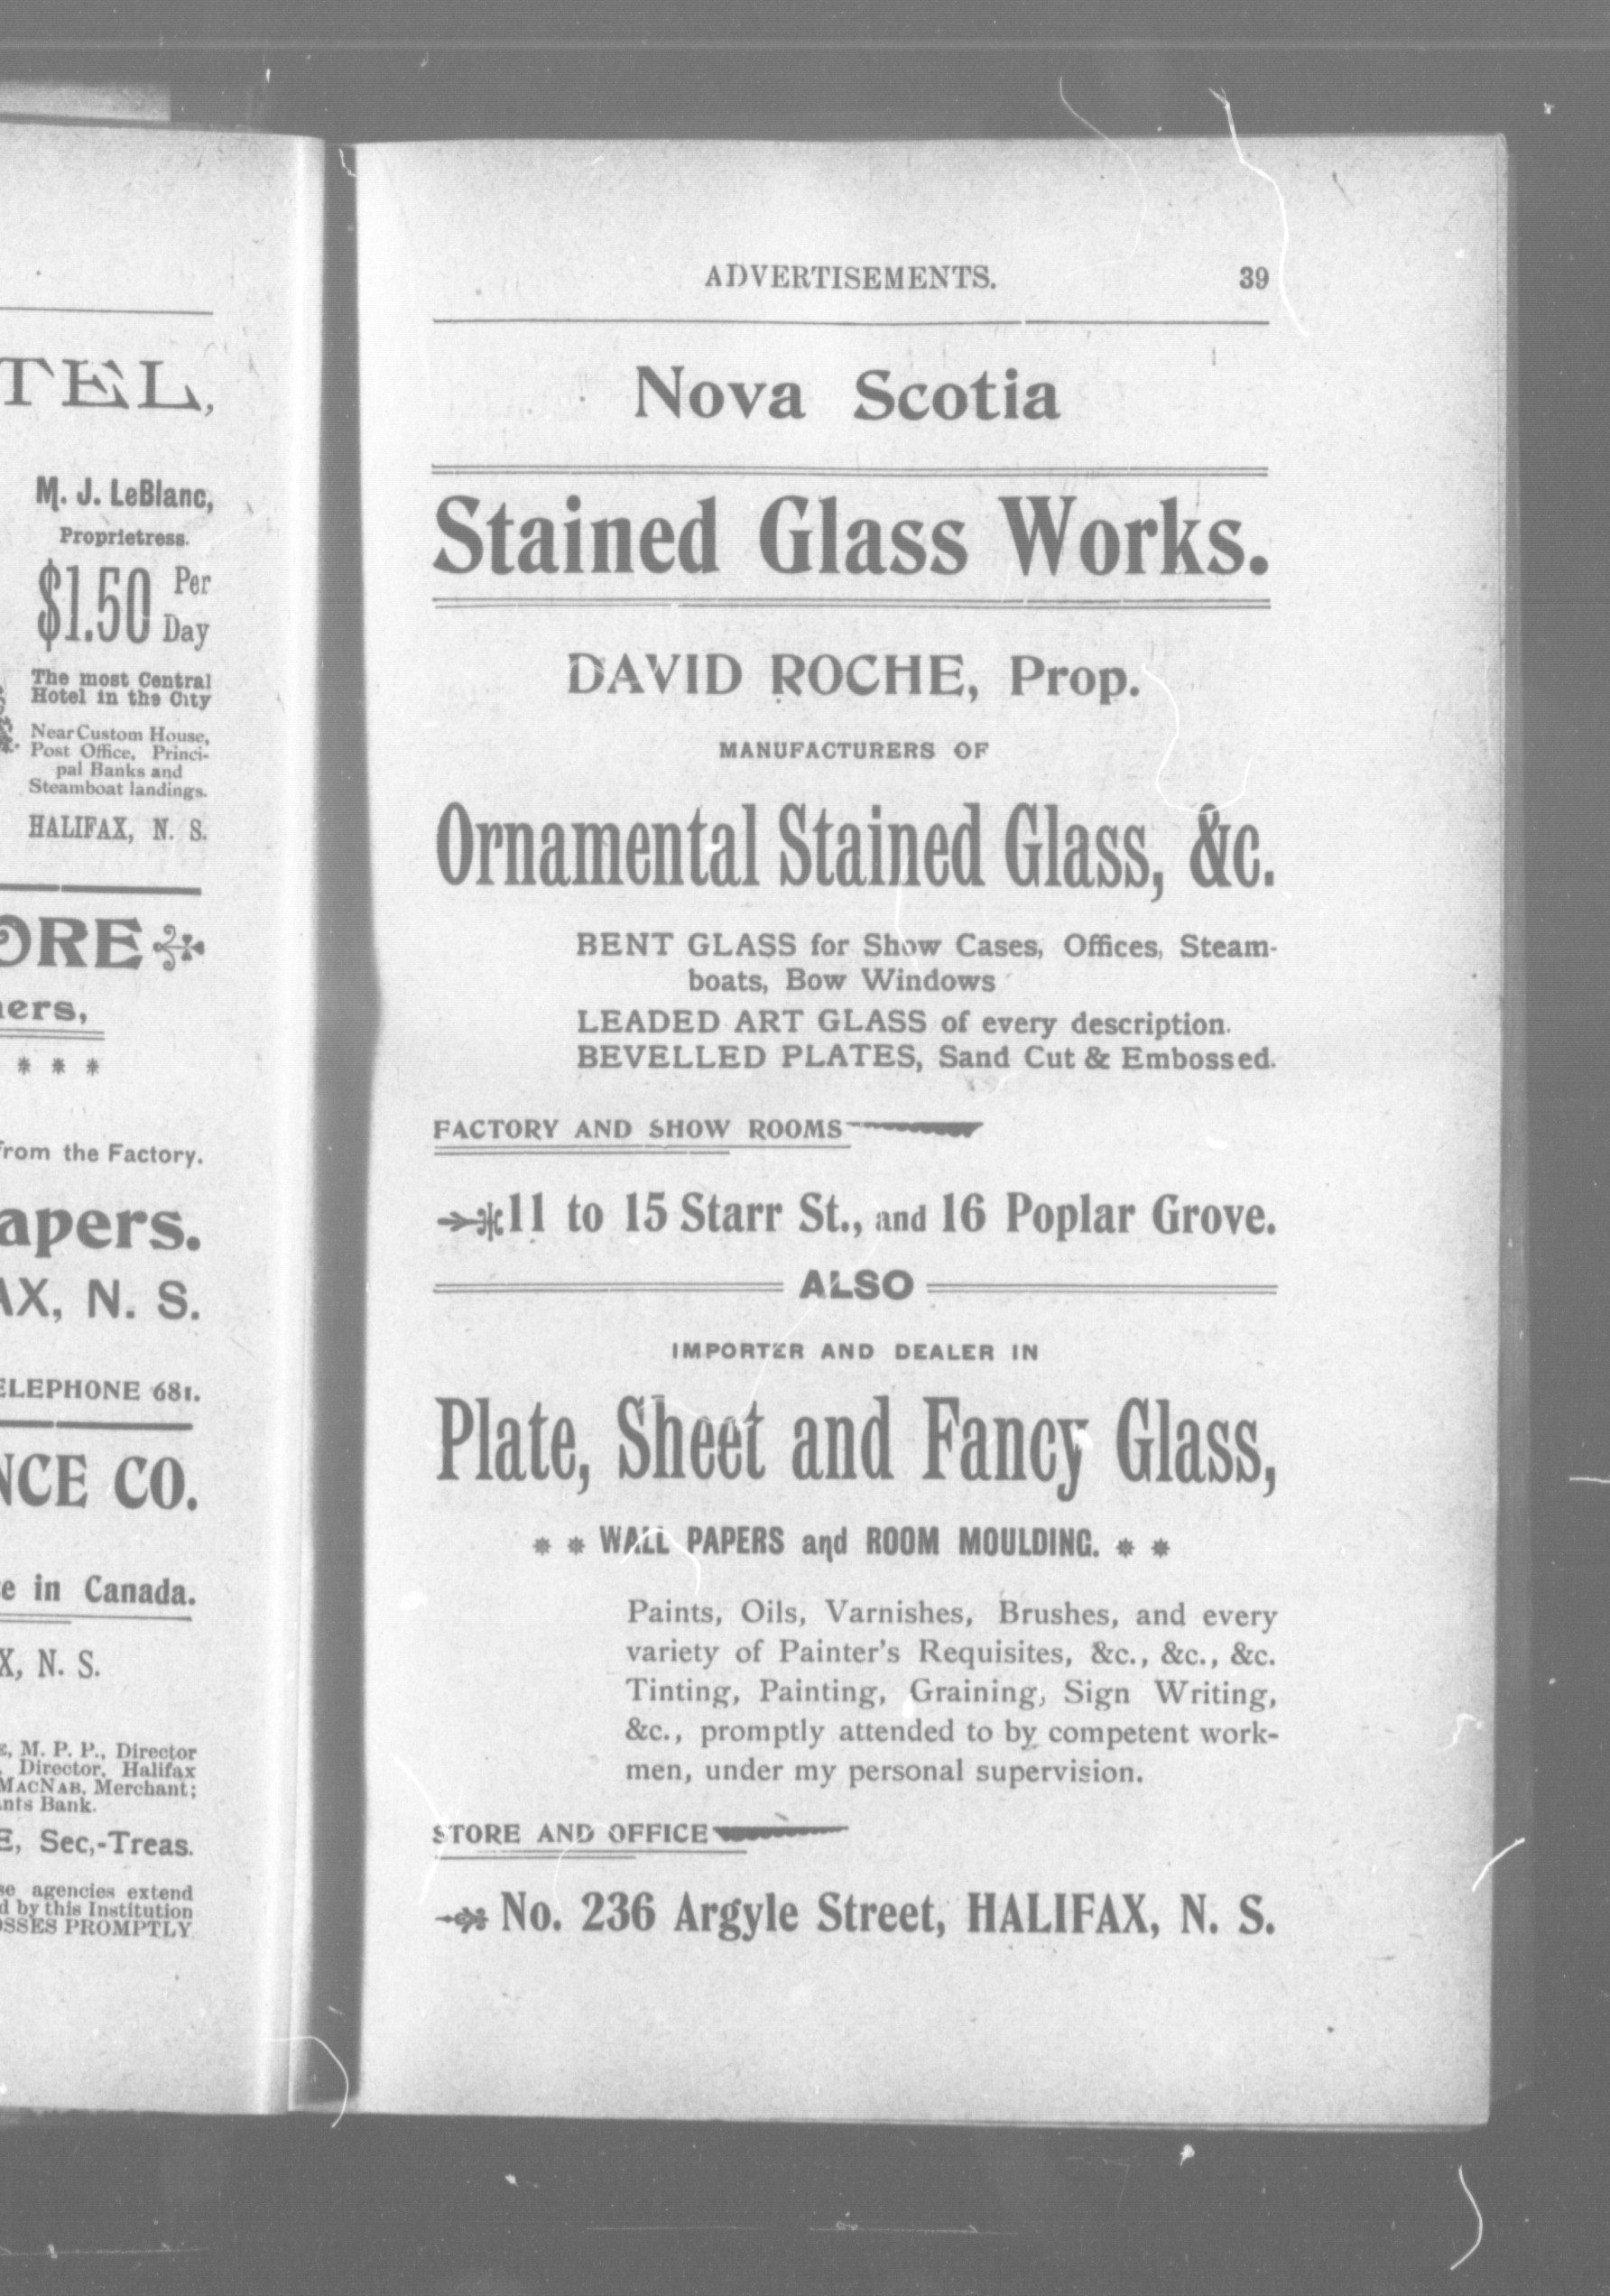 TEL,
M. J. LeBlanc,
Proprietress.
$1.50 Per Day
The most Central
Hotel in the City
Near Custom House,
Post Office, Princi-
pal Banks and
Steamboat landings.
HALIFAX, N. S.
ORE
ners,
* * *
from the Factory.
apers.
AX, N. S.
ELEPHONE 681.
NCE CO.
e in Canada.
X, N. S.
E, M. P. P., Director
, Director, Halifax
MACNAB, Merchant;
nts Bank.
E, Sec,-Treas.
se agencies extend
d by this Institution
OSSES PROMPTLY
ADVERTISEMENTS. 39
Nova Scotia
Stained Glass Works.
DAVID ROCHE, Prop.
MANUFACTURERS OF
Ornamental Stained Glass, &c.
BENT GLASS for Show Cases, Offices, Steam-
boats, Bow Windows
LEADED ART GLASS of every description.
BEVELLED PLATES, Sand Cut & Embossed.
FACTORY AND SHOW ROOMS
11 to 15 Starr St., and 16 Poplar Grove.
ALSO
IMPORTER AND DEALER IN
Plate, Sheet and Fancy Glass,
* * WALL PAPERS and ROOM MOULDING. * *
Paints, Oils, Varnishes, Brushes, and every
variety of Painter's Requisites, &c., &c., &c.
Tinting, Painting, Graining, Sign Writing,
&c., promptly attended to by competent work-
men, under my personal supervision.
STORE AND OFFICE
No. 236 Argyle Street, HALIFAX, N. S.